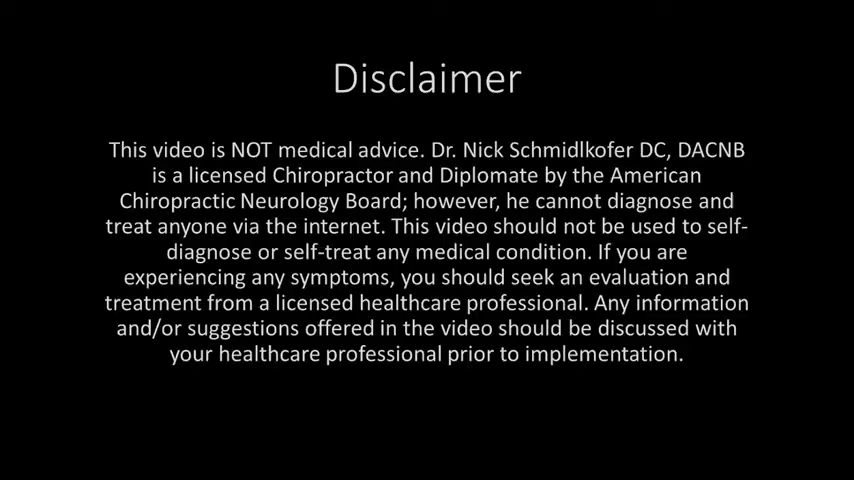 Disclaimer
This video is NOT medical advice. Dr. Nick Schmidlkofer DC, DACNB
is a licensed Chiropractor and Diplomate by the American
Chiropractic Neurology Board; however, he cannot diagnose and
treat anyone via the internet. This video should not be used to self-
diagnose or self-treat any medical condition. If you are
experiencing any symptoms, you should seek an evaluation and
treatment from a licensed healthcare professional. Any information
and/or suggestions offered in the video should be discussed with
your healthcare professional prior to implementation.